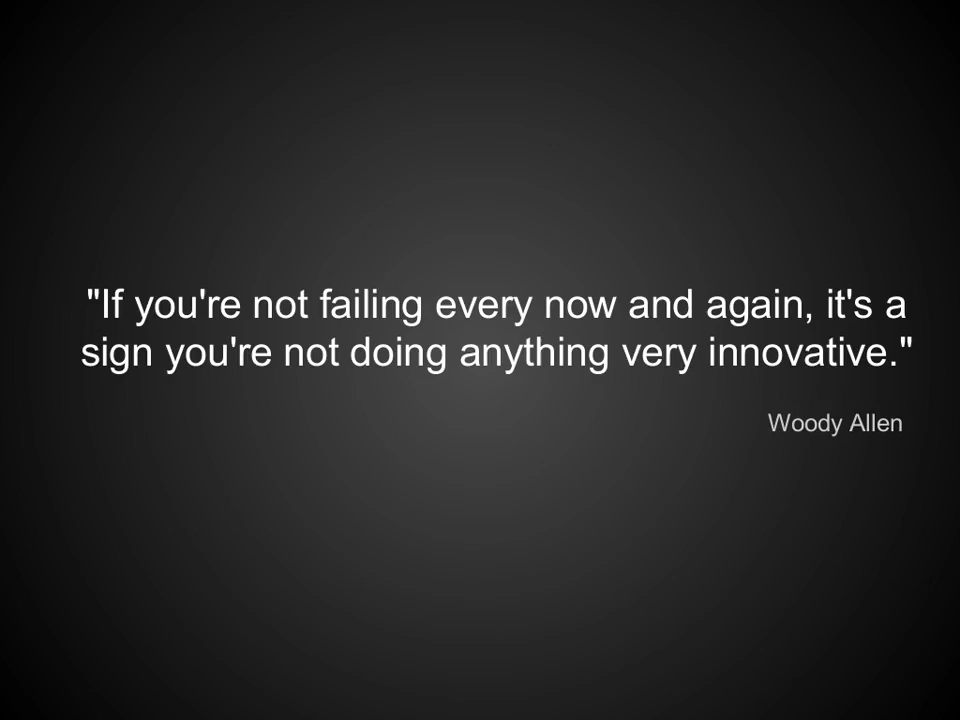 "If you're not failing every now and again, it's a
sign you're not doing anything very innovative."
Woody Allen